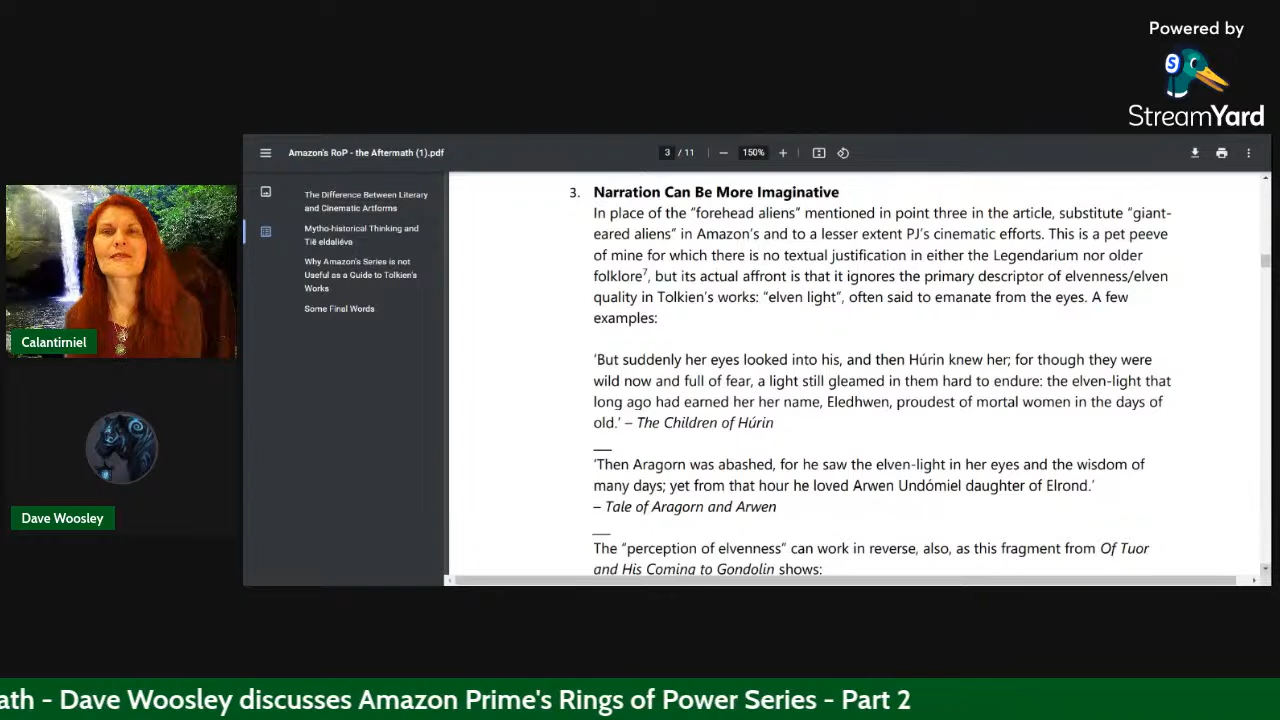 Powered by
S
StreamYard
Amazon's RoP - the Aftermath (1).pdf
3 / 11
150%
The Difference Between Literary
and Cinematic Artforms
Mytho-historical Thinking and
Tië eldaliéva
Why Amazon's Series is not
Useful as a Guide to Tolkien's
Works
Some Final Words
3. Narration Can Be More Imaginative
In place of the “forehead aliens” mentioned in point three in the article, substitute “giant-
eared aliens” in Amazon’s and to a lesser extent PJ’s cinematic efforts. This is a pet peeve
of mine for which there is no textual justification in either the Legendarium nor older
folklore7, but its actual affront is that it ignores the primary descriptor of elvenness/elven
quality in Tolkien’s works: “elven light”, often said to emanate from the eyes. A few
examples:
‘But suddenly her eyes looked into his, and then Húrin knew her; for though they were
wild now and full of fear, a light still gleamed in them hard to endure: the elven-light that
long ago had earned her her name, Eledhwen, proudest of mortal women in the days of
old.’ – The Children of Húrin
‘Then Aragorn was abashed, for he saw the elven-light in her eyes and the wisdom of
many days; yet from that hour he loved Arwen Undómiel daughter of Elrond.’
– Tale of Aragorn and Arwen
The “perception of elvenness” can work in reverse, also, as this fragment from Of Tuor
and His Coming to Gondolin shows:
Calantirniel
Dave Woosley
ath - Dave Woosley discusses Amazon Prime's Rings of Power Series - Part 2